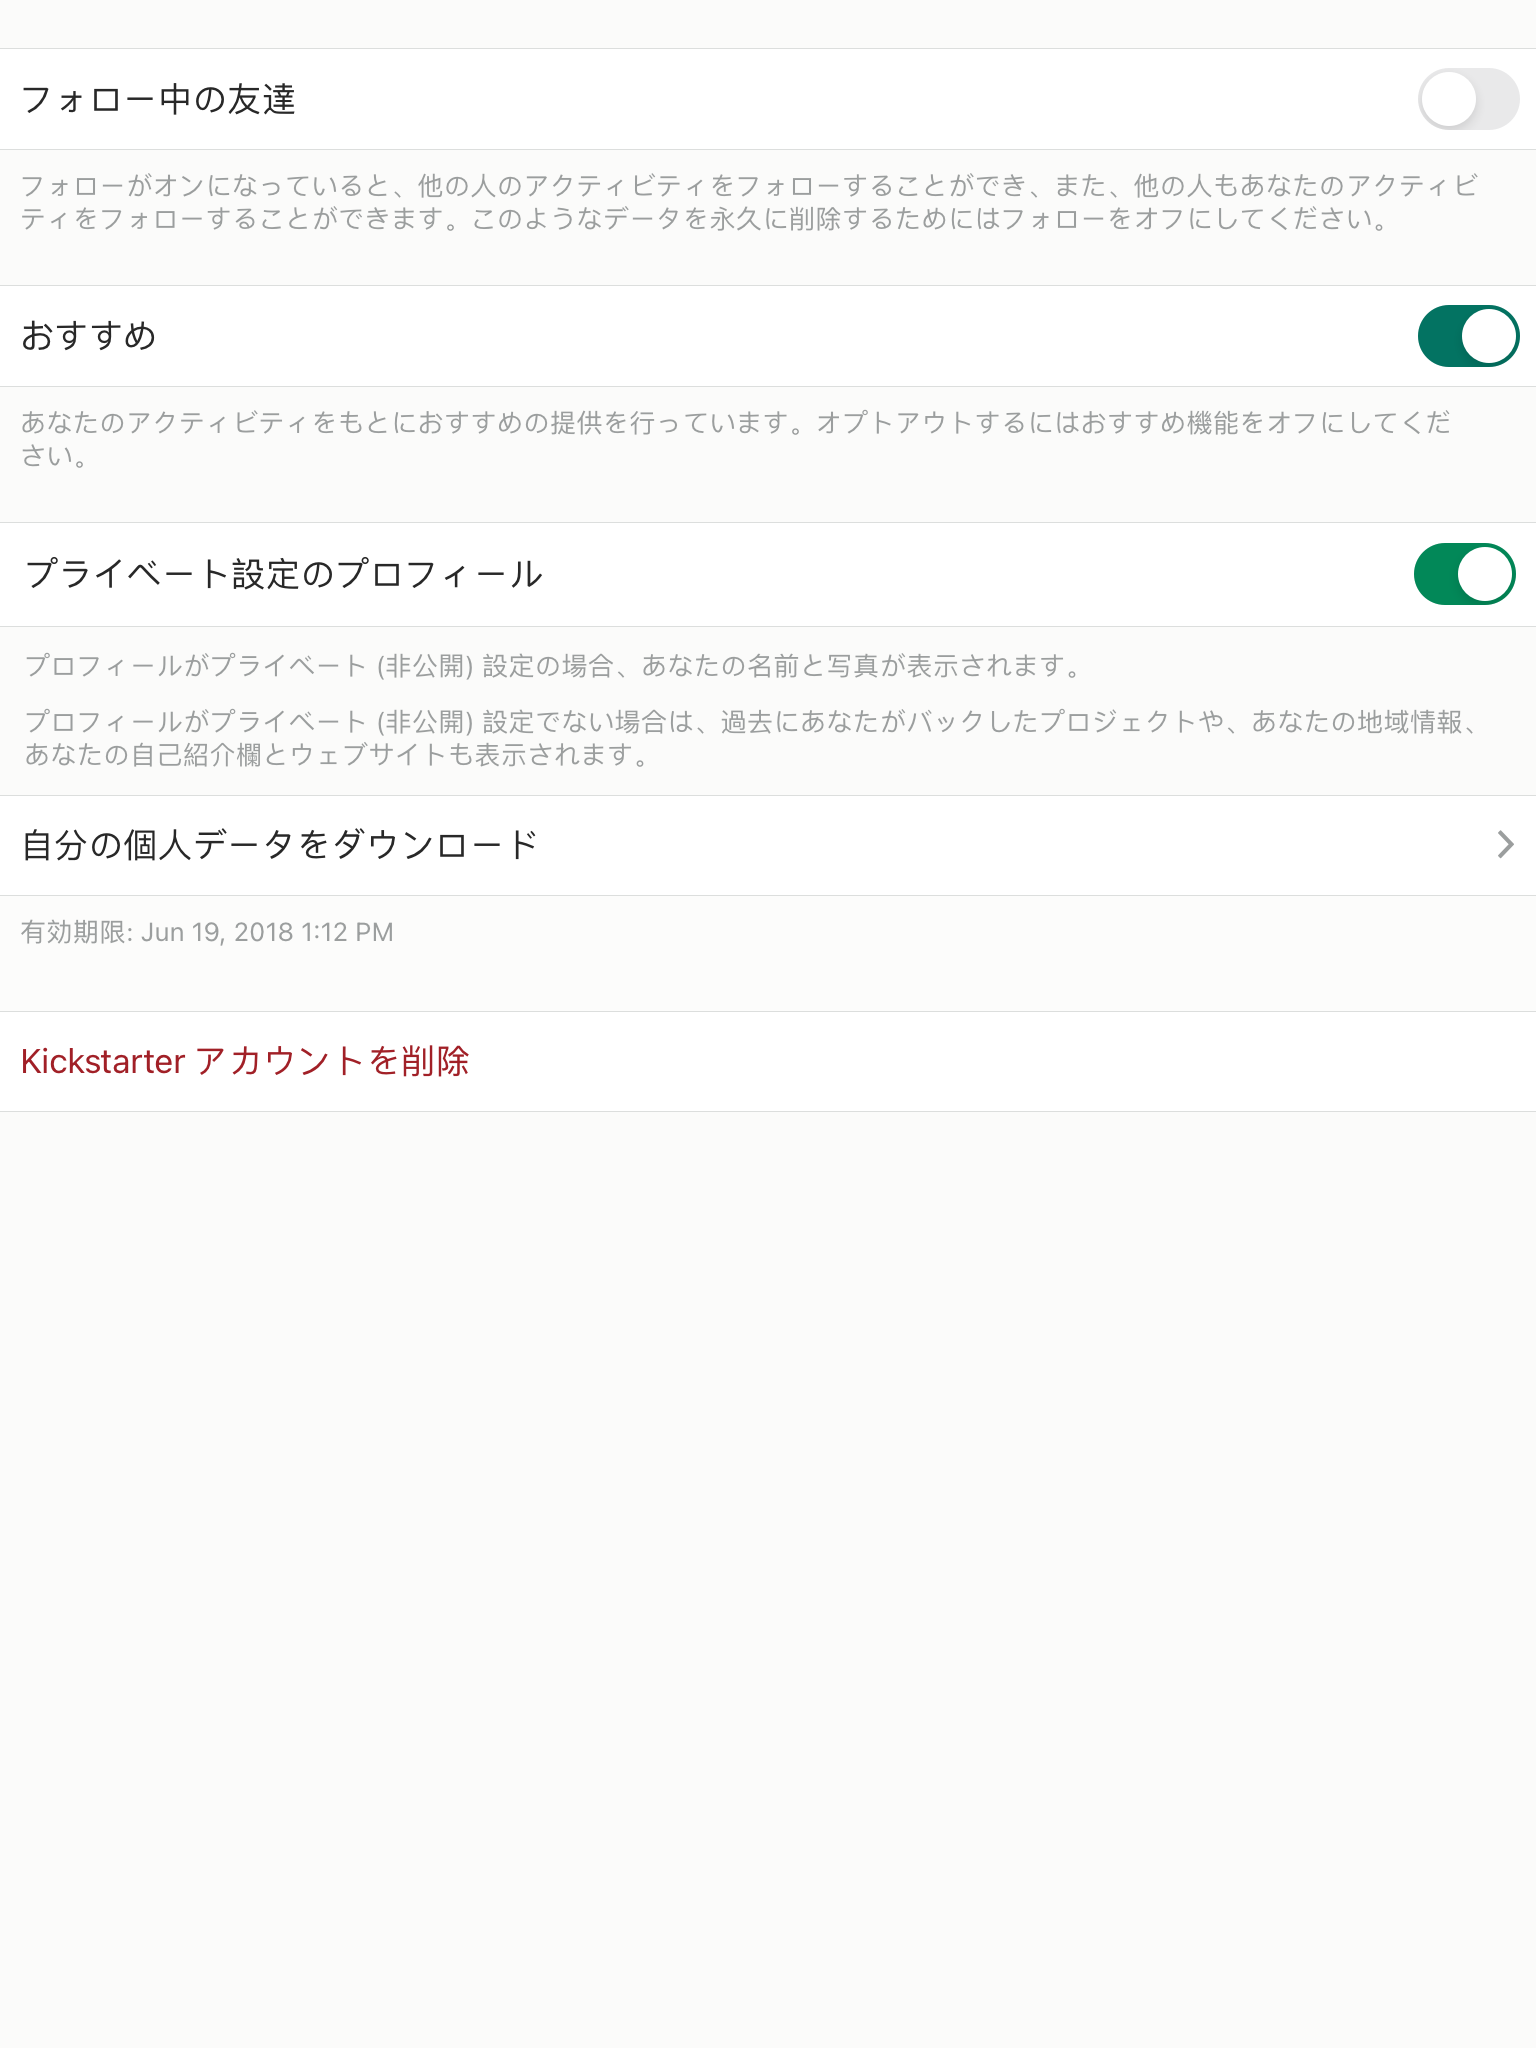 フォロー中の友達
フォローがオンになっていると、他の人のアクティビティをフォローすることができ、また、他の人もあなたのアクティビ
ティをフォローすることができます。このようなデータを永久に削除するためにはフォローをオフにしてください。
おすすめ
あなたのアクティビティをもとにおすすめの提供を行っています。オプトアウトするにはおすすめ機能をオフにしてくだ
さい。
プライベート設定のプロフィール
プロフィールがプライベート (非公開) 設定の場合、あなたの名前と写真が表示されます。
プロフィールがプライベート (非公開) 設定でない場合は、過去にあなたがバックしたプロジェクトや、あなたの地域情報、
あなたの自己紹介欄とウェブサイトも表示されます。
自分の個人データをダウンロード
有効期限: Jun 19, 2018 1:12 PM
Kickstarter アカウントを削除